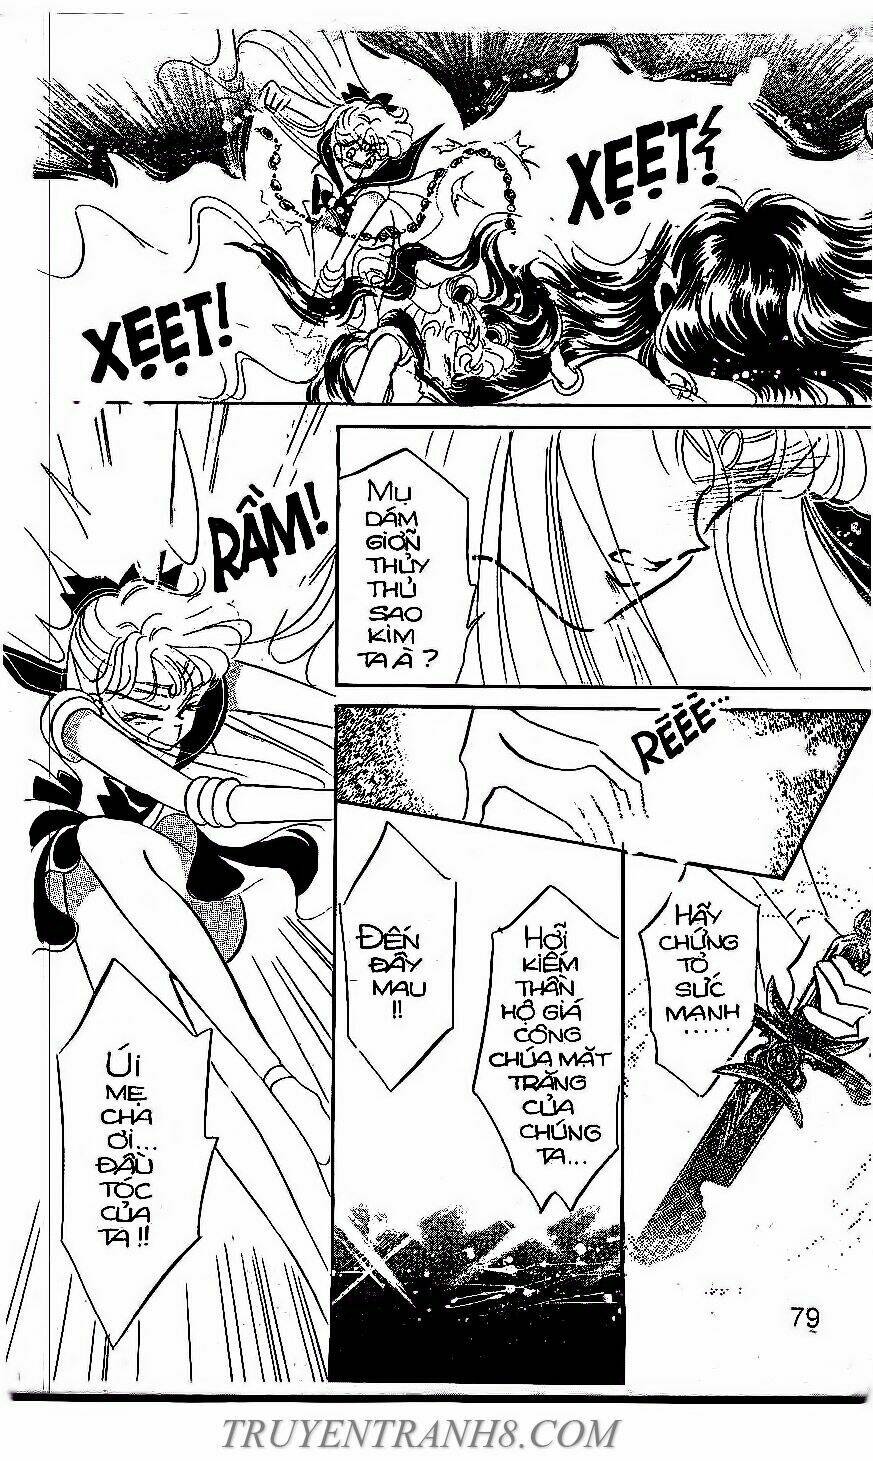 XẸẸT!
XẸẸT!
RẦM!
MỤ
DÁM
GIỠN
THỦY
THỦ
SAO
KIM
TA À ?
RÉÉÉ...
HÃY
CHỨNG
TỎ
SỨC
MẠNH
.....
HỠI
KIẾM
THẦN
HỘ GIÁ
CÔNG
CHÚA MẶT
TRĂNG
CỦA
CHÚNG
TA...
ĐẾN
ĐÂY
MAU
!!
ÚI
MẸ
CHA
ƠI...
ĐẦU
TÓC
CỦA
TA !!
79
TRUYENTRANH8.COM